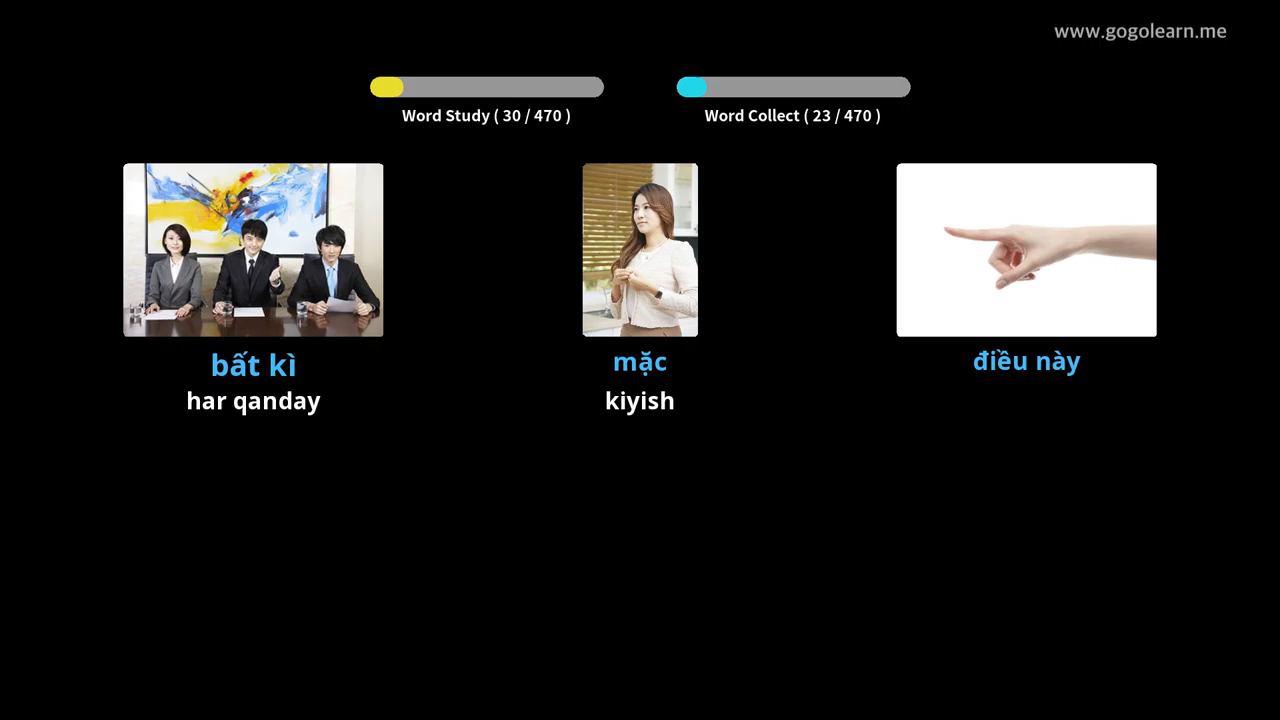 www.gogolearn.me
Word Study ( 30 / 470 )
Word Collect ( 23 / 470 )
bất kì
har qanday
mặc
kiyish
điều này